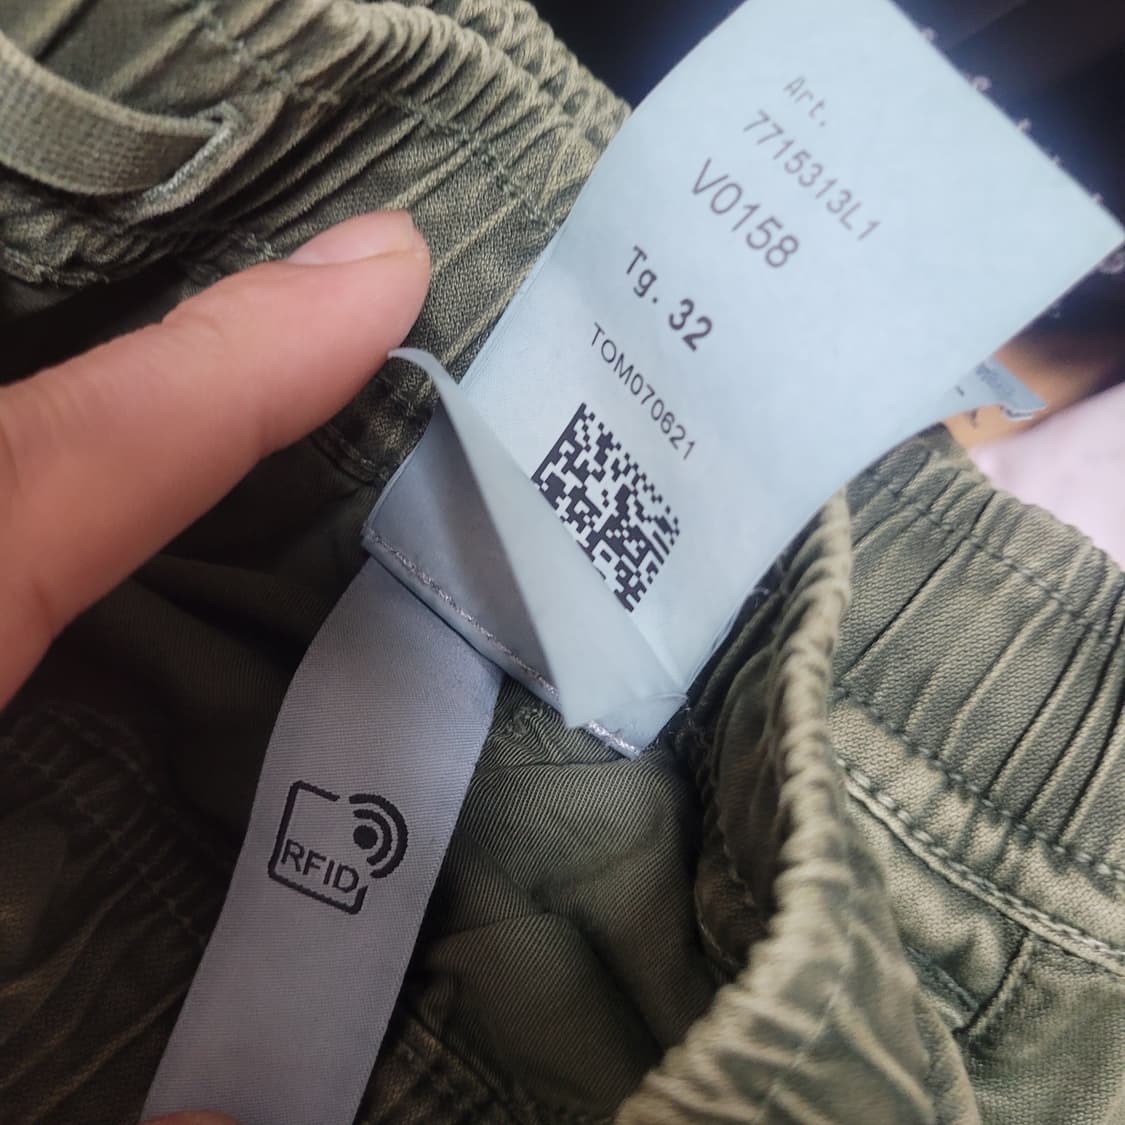 Art.
7715313L1
V0158
Tg. 32
TOM070621
RFID